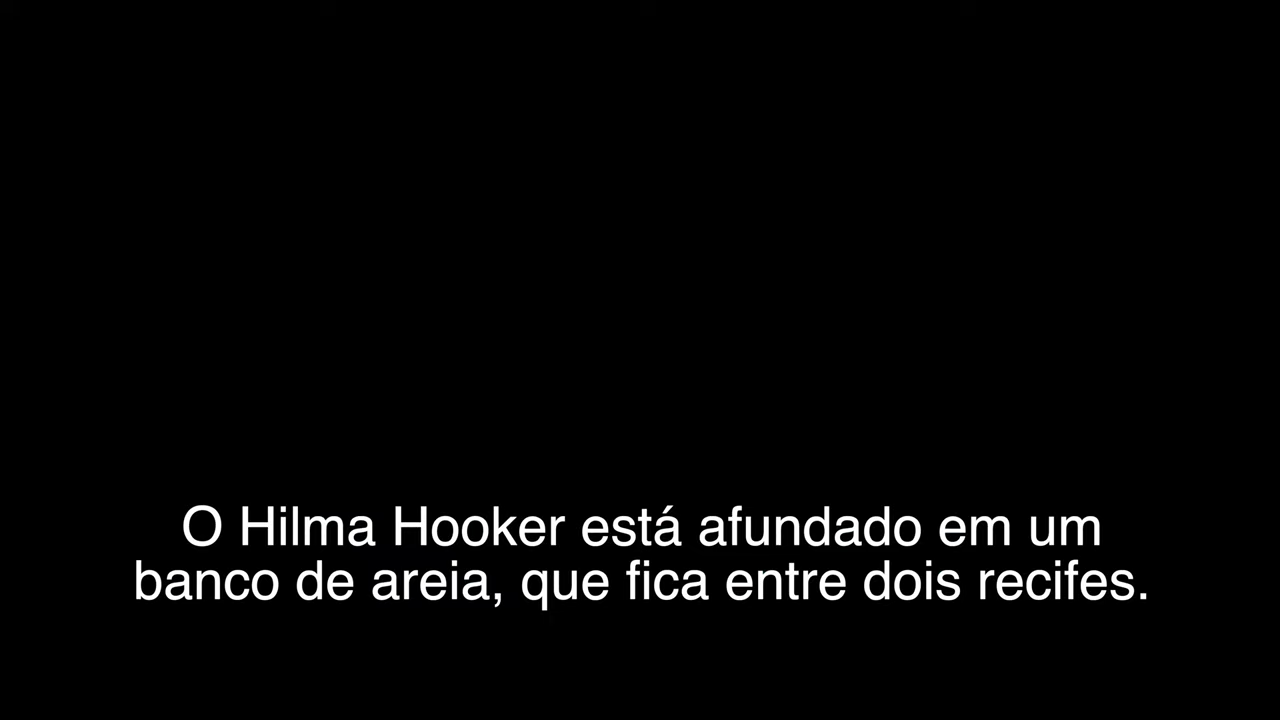 O Hilma Hooker está afundado em um
banco de areia, que fica entre dois recifes.